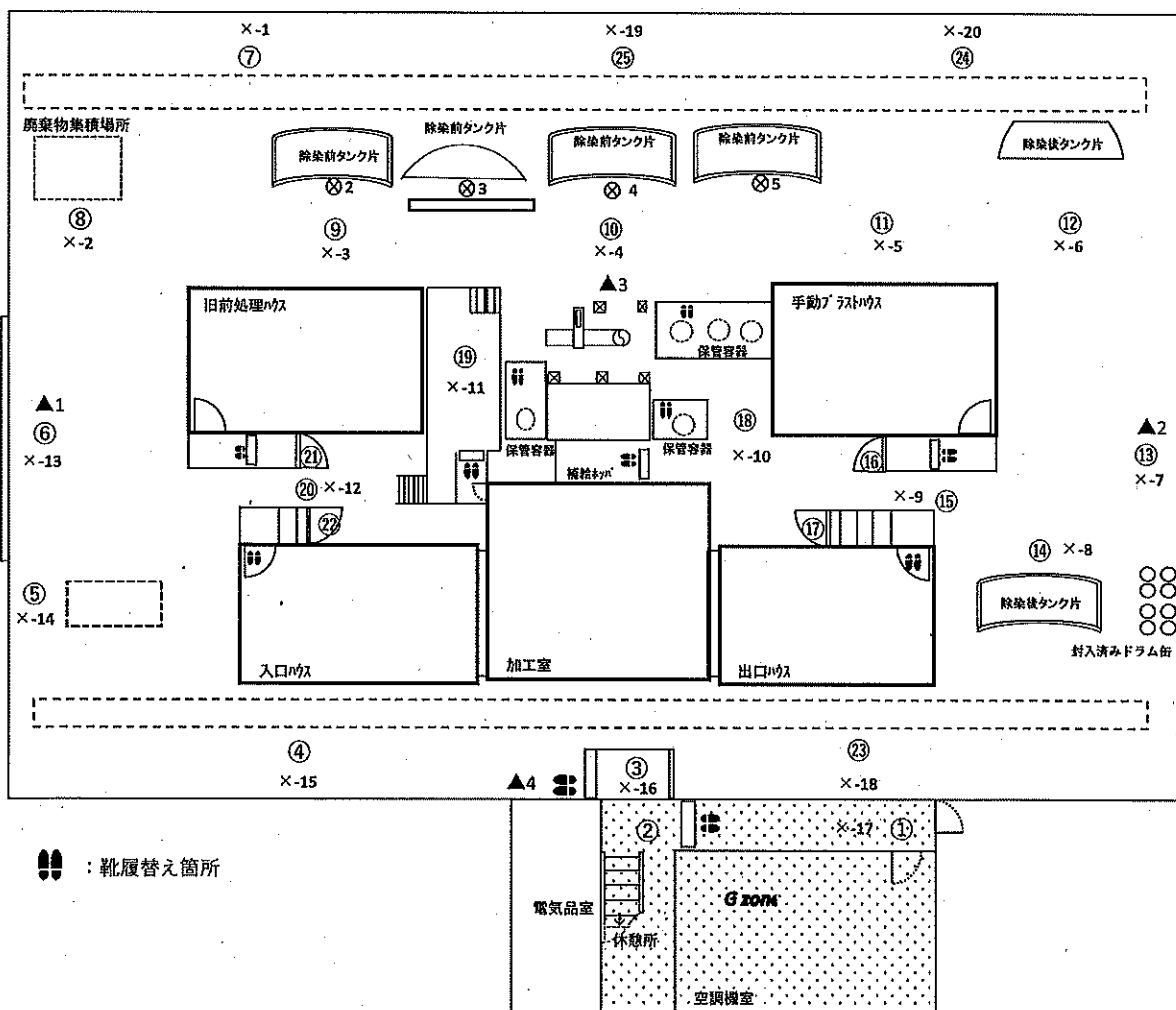 ×-1
×-19
×-20
⑦
㉕
㉔
廃棄物集積場所
除染前タンク片
除染前タンク片
除染前タンク片
除染前タンク片
除染後タンク片
⊗2
⊗3
⊗4
⊗5
⑧
×-2
⑨
×-3
⑩
×-4
⑪
×-5
⑫
×-6
▲3
旧前処理ハウス
手動ブラストハウス
保管容器
⑲
×-11
⑱
×-10
保管容器
保管容器
補給ホッパ
▲1
⑥
×-13
▲2
⑬
×-7
㉑
⑳ ×-12
㉒
⑯
×-9 ⑮
⑰
⑭ ×-8
⑤
×-14
除染後タンク片
封入済みドラム缶
入口ハウス
加工室
出口ハウス
④
×-15
▲4
③
×-16
㉓
×-18
②
×-17 ①
:靴履替え箇所
電気品室
G zone
休憩所
空調機室